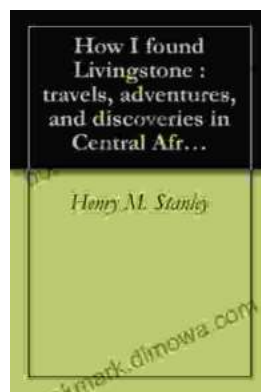 How I found
Livingstone :
travels, adventures,
and discoveries in
Central Afr...
Henry M. Stanley
mark.dimowa.com